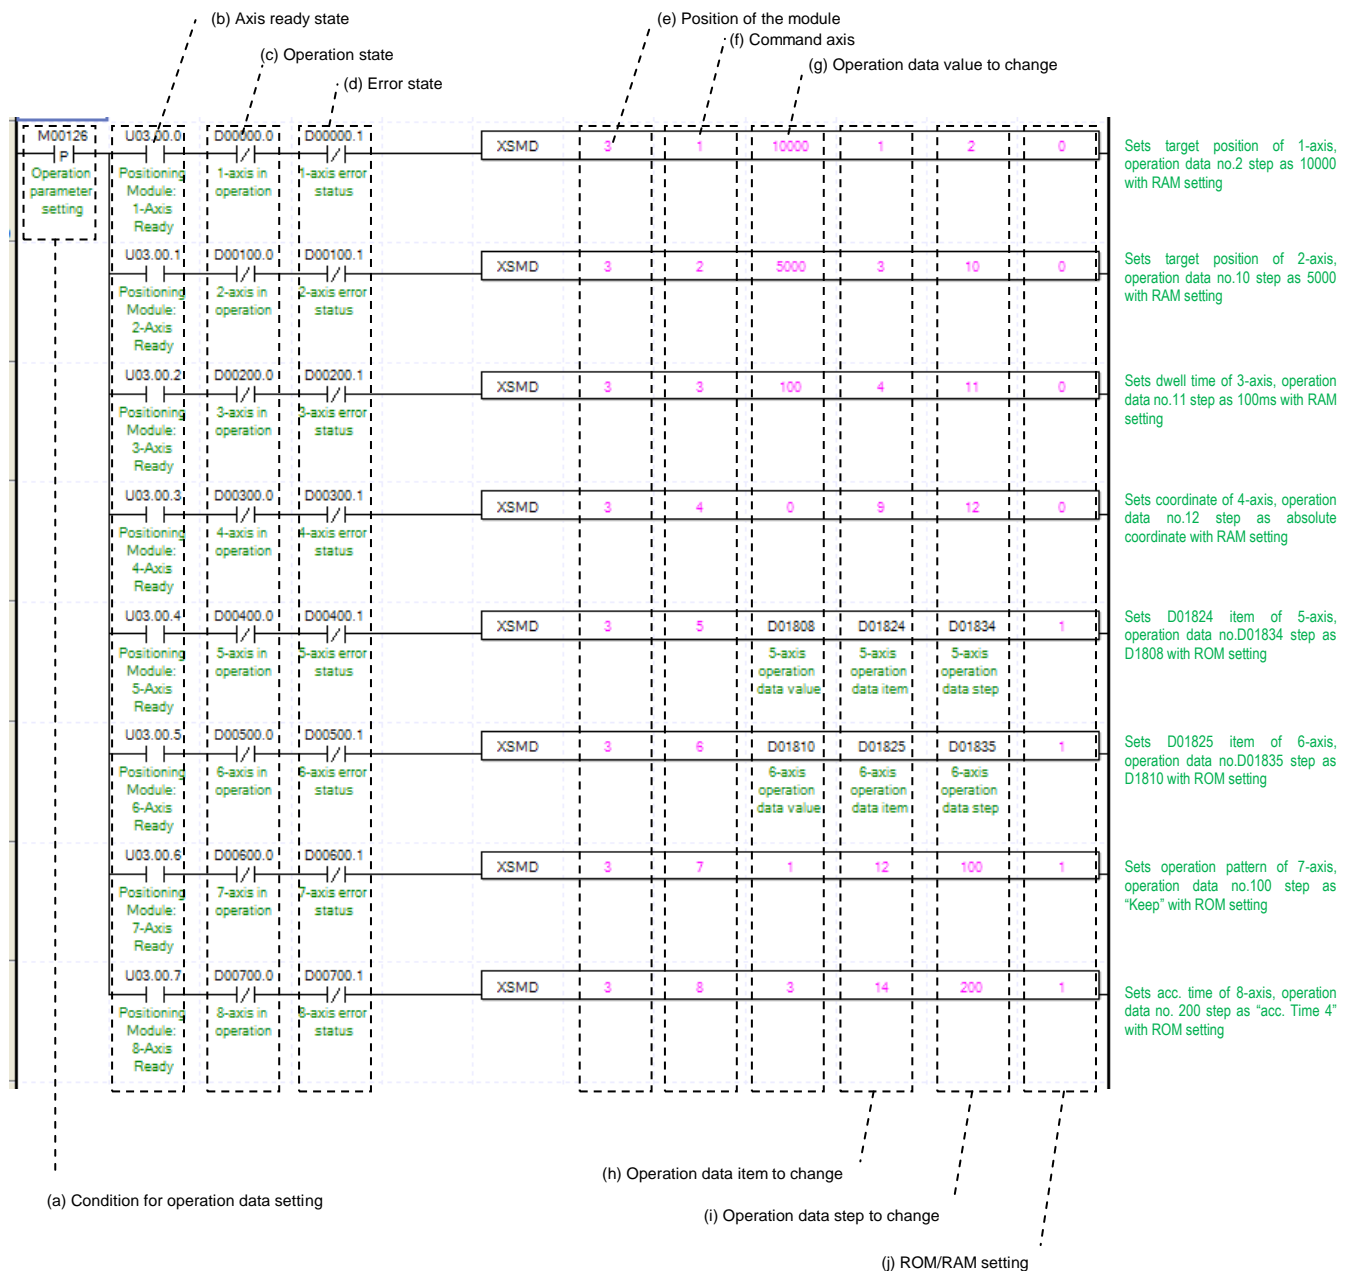 (b) Axis ready state
(c) Operation state
(d) Error state
(e) Position of the module
(f) Command axis
(g) Operation data value to change
M00126
P
Operation
parameter
setting
U03.00.0
D00000.0
D00000.1
XSMD 3 1 10000 1 2 0
Positioning
Module:
1-Axis
Ready
1-axis in
operation
1-axis error
status
Sets target position of 1-axis,
operation data no.2 step as 10000
with RAM setting
U03.00.1
D00100.0
D00100.1
XSMD 3 2 5000 3 10 0
Positioning
Module:
2-Axis
Ready
2-axis in
operation
2-axis error
status
Sets target position of 2-axis,
operation data no.10 step as 5000
with RAM setting
U03.00.2
D00200.0
D00200.1
XSMD 3 3 100 4 11 0
Positioning
Module:
3-Axis
Ready
3-axis in
operation
3-axis error
status
Sets dwell time of 3-axis, operation
data no.11 step as 100ms with RAM
setting
U03.00.3
D00300.0
D00300.1
XSMD 3 4 0 9 12 0
Positioning
Module:
4-Axis
Ready
4-axis in
operation
4-axis error
status
Sets coordinate of 4-axis, operation
data no.12 step as absolute
coordinate with RAM setting
U03.00.4
D00400.0
D00400.1
XSMD 3 5 D01808 D01824 D01834 1
Positioning
Module:
5-Axis
Ready
5-axis in
operation
5-axis error
status
5-axis
operation
data value
5-axis
operation
data item
5-axis
operation
data step
Sets D01824 item of 5-axis,
operation data no.D01834 step as
D1808 with ROM setting
U03.00.5
D00500.0
D00500.1
XSMD 3 6 D01810 D01825 D01835 1
Positioning
Module:
6-Axis
Ready
6-axis in
operation
6-axis error
status
6-axis
operation
data value
6-axis
operation
data item
6-axis
operation
data step
Sets D01825 item of 6-axis,
operation data no.D01835 step as
D1810 with ROM setting
U03.00.6
D00600.0
D00600.1
XSMD 3 7 1 12 100 1
Positioning
Module:
7-Axis
Ready
7-axis in
operation
7-axis error
status
Sets operation pattern of 7-axis,
operation data no.100 step as
“Keep” with ROM setting
U03.00.7
D00700.0
D00700.1
XSMD 3 8 3 14 200 1
Positioning
Module:
8-Axis
Ready
8-axis in
operation
8-axis error
status
Sets acc. time of 8-axis, operation
data no. 200 step as “acc. Time 4”
with ROM setting
(h) Operation data item to change
(a) Condition for operation data setting
(i) Operation data step to change
(j) ROM/RAM setting